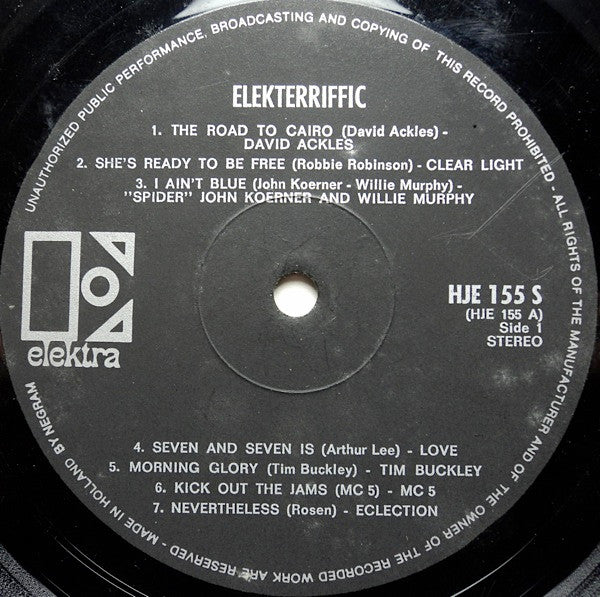 UNAUTHORIZED PUBLIC PERFORMANCE, BROADCASTING AND COPYING OF THIS RECORD PROHIBITED - ALL RIGHTS OF THE MANUFACTURER AND OF THE OWNER OF THE RECORDED WORK ARE RESERVED - MADE IN HOLLAND BY NEGRAM
ELEKTERRIFFIC
1. THE ROAD TO CAIRO (David Ackles) -
DAVID ACKLES
2. SHE'S READY TO BE FREE (Robbie Robinson) - CLEAR LIGHT
3. I AIN'T BLUE (John Koerner - Willie Murphy) -
"SPIDER" JOHN KOERNER AND WILLIE MURPHY
elektra
HJE 155 S
(HJE 155 A)
Side 1
STEREO
4. SEVEN AND SEVEN IS (Arthur Lee) - LOVE
5. MORNING GLORY (Tim Buckley) - TIM BUCKLEY
6. KICK OUT THE JAMS (MC 5) - MC 5
7. NEVERTHELESS (Rosen) - ECLECTION